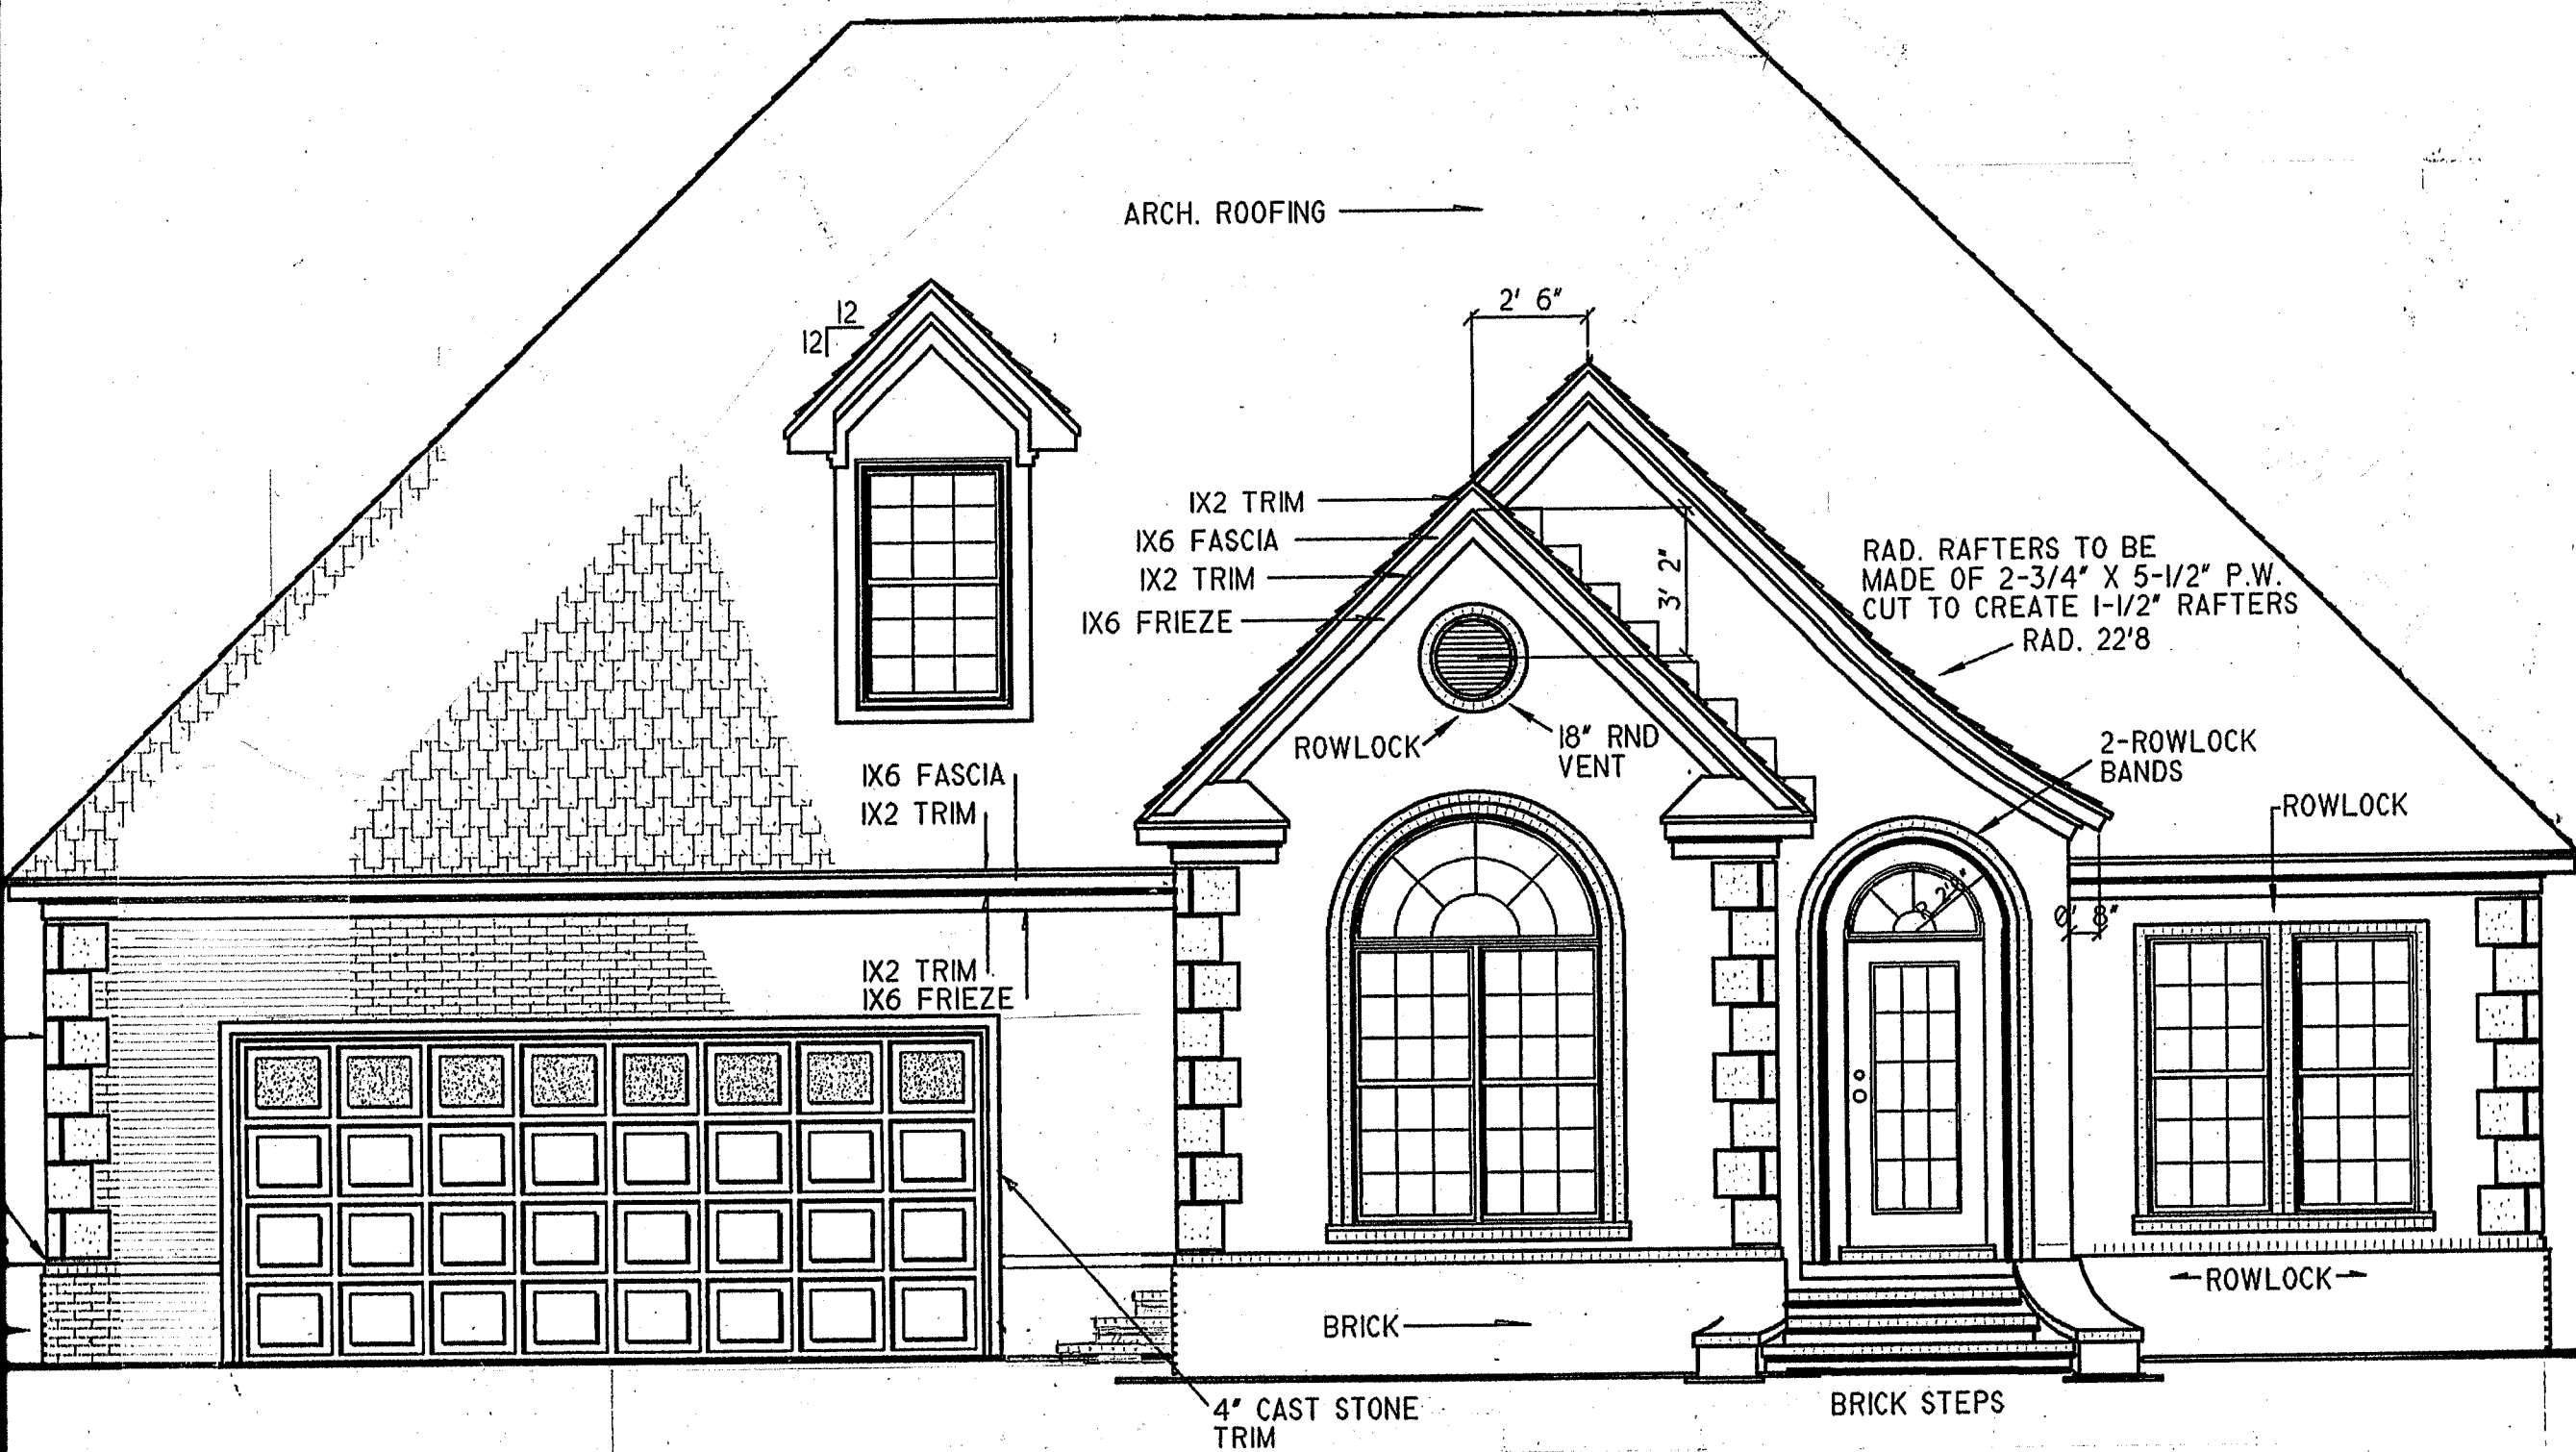 ARCH. ROOFING
12
12
2' 6"
1X2 TRIM
1X6 FASCIA
1X2 TRIM
1X6 FRIEZE
3' 2"
RAD. RAFTERS TO BE
MADE OF 2-3/4" X 5-1/2" P.W.
CUT TO CREATE 1-1/2" RAFTERS
RAD. 22'8
ROWLOCK
18" RND
VENT
2-ROWLOCK
BANDS
ROWLOCK
1X6 FASCIA
1X2 TRIM
0' 8"
1X2 TRIM
1X6 FRIEZE
ROWLOCK
BRICK
4" CAST STONE
TRIM
BRICK STEPS